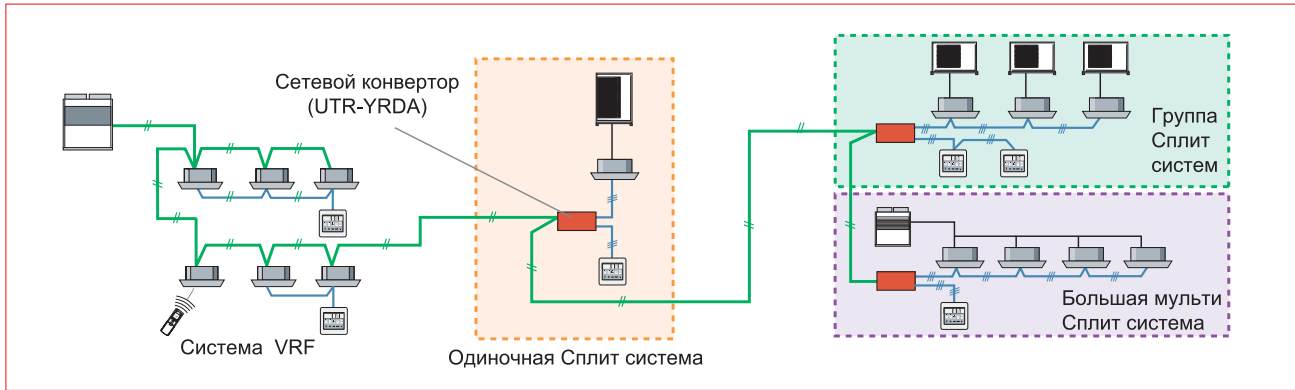 Сетевой конвертор
(UTR-YRDA)
Группа
Сплит
систем
Большая мульти
Сплит система
Система VRF
Одиночная Сплит система